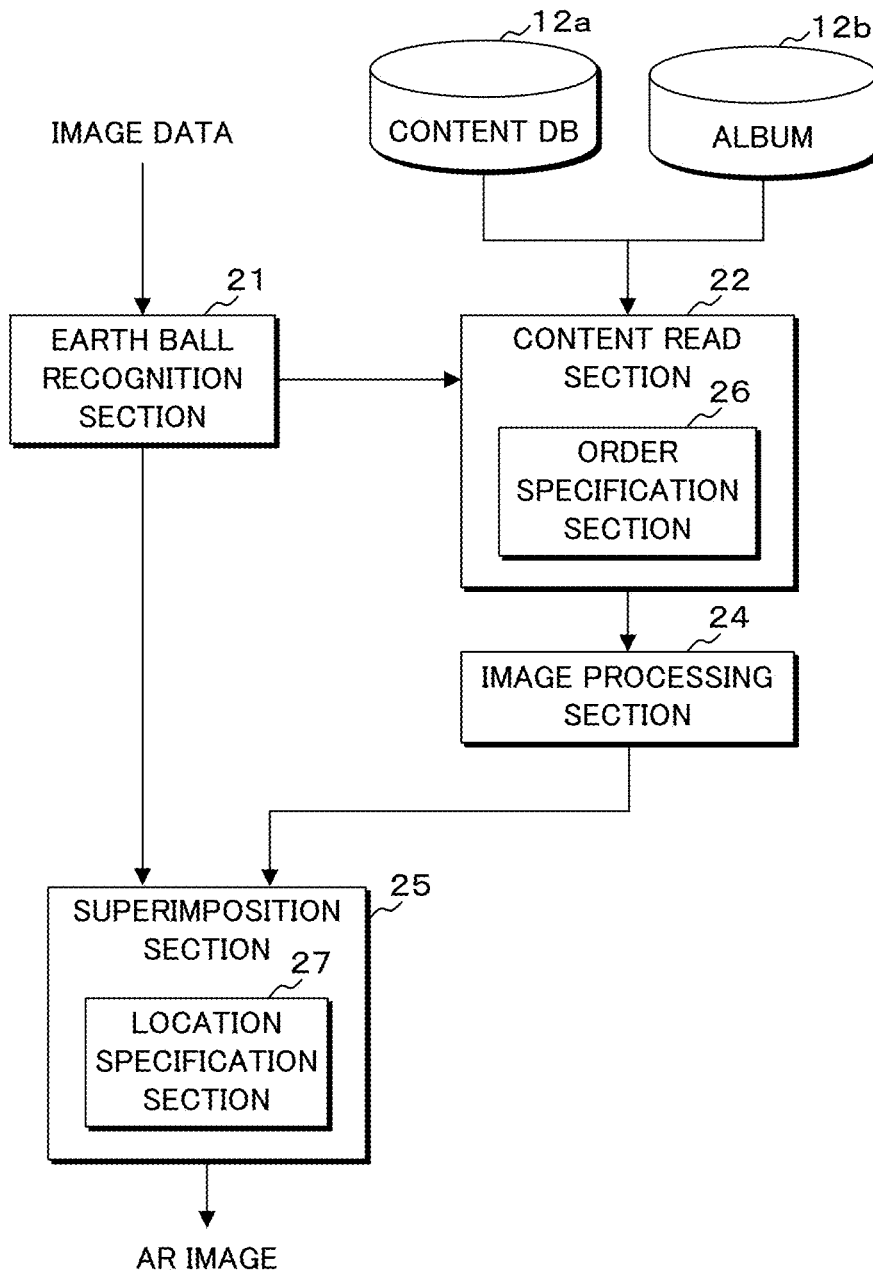 12a
12b
CONTENT DB
ALBUM
IMAGE DATA
21
22
EARTH BALL
RECOGNITION
SECTION
CONTENT READ
SECTION
26
ORDER
SPECIFICATION
SECTION
24
IMAGE PROCESSING
SECTION
25
SUPERIMPOSITION
SECTION
27
LOCATION
SPECIFICATION
SECTION
AR IMAGE